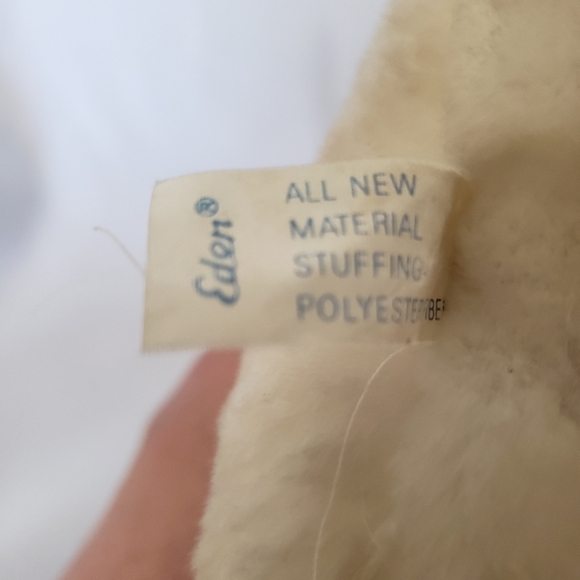 Eden®
ALL NEW
MATERIAL
STUFFING-
POLYESTER